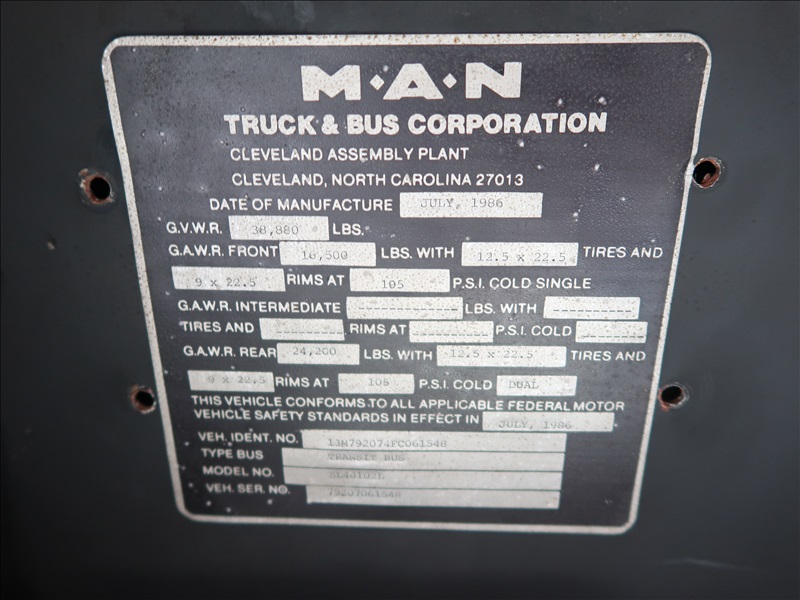 M·A·N
TRUCK & BUS CORPORATION
CLEVELAND ASSEMBLY PLANT
CLEVELAND, NORTH CAROLINA 27013
DATE OF MANUFACTURE JULY, 1986
G.V.W.R. 38,880 LBS.
G.A.W.R. FRONT 16,500 LBS. WITH 12.5 x 22.5 TIRES AND
9 x 22.5 RIMS AT 105 P.S.I. COLD SINGLE
G.A.W.R. INTERMEDIATE ------------- LBS. WITH ----------
TIRES AND --------- RIMS AT --------- P.S.I. COLD -------
G.A.W.R. REAR 24,200 LBS. WITH 12.5 x 22.5 TIRES AND
9 x 22.5 RIMS AT 105 P.S.I. COLD DUAL
THIS VEHICLE CONFORMS TO ALL APPLICABLE FEDERAL MOTOR
VEHICLE SAFETY STANDARDS IN EFFECT IN JULY, 1986
VEH. IDENT. NO.
TYPE BUS TRANSIT BUS
MODEL NO.
VEH. SER. NO. 79207061548